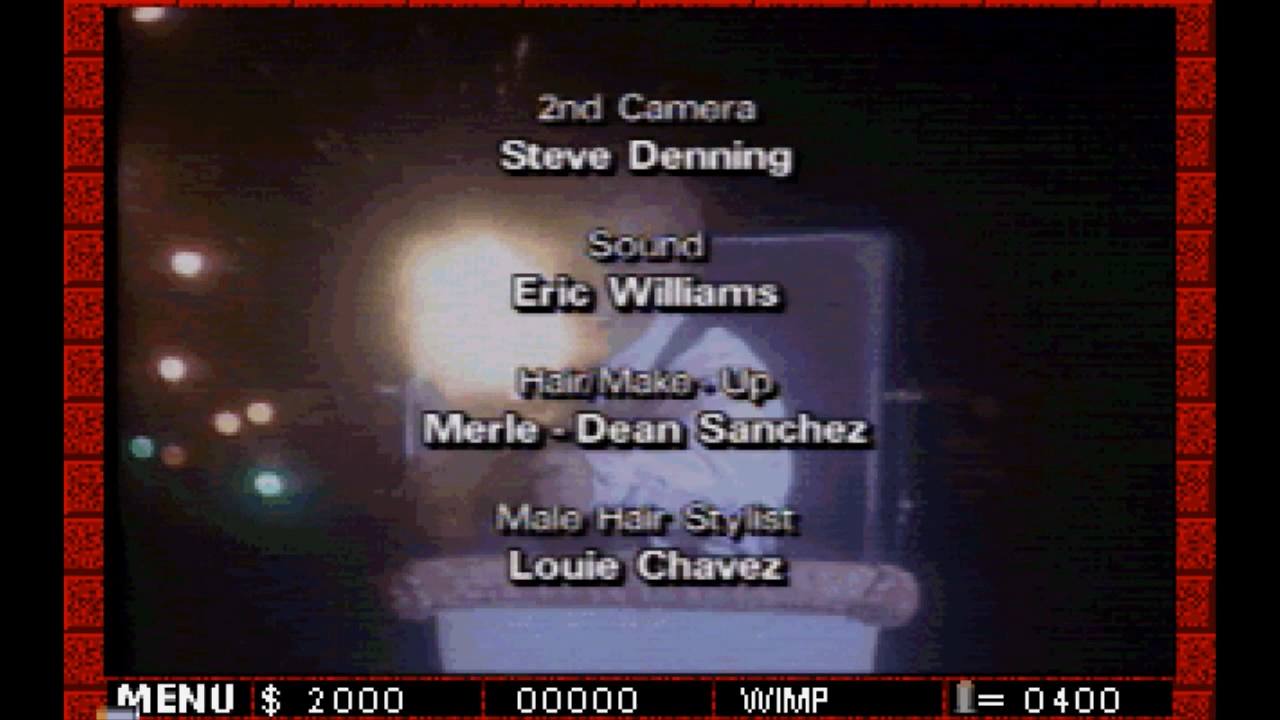 2nd Camera
Steve Denning
Sound
Eric Williams
Hair/Make - Up
Merle - Dean Sanchez
Male Hair Stylist
Louie Chavez
MENU $ 2000 00000 WIMP = 0400